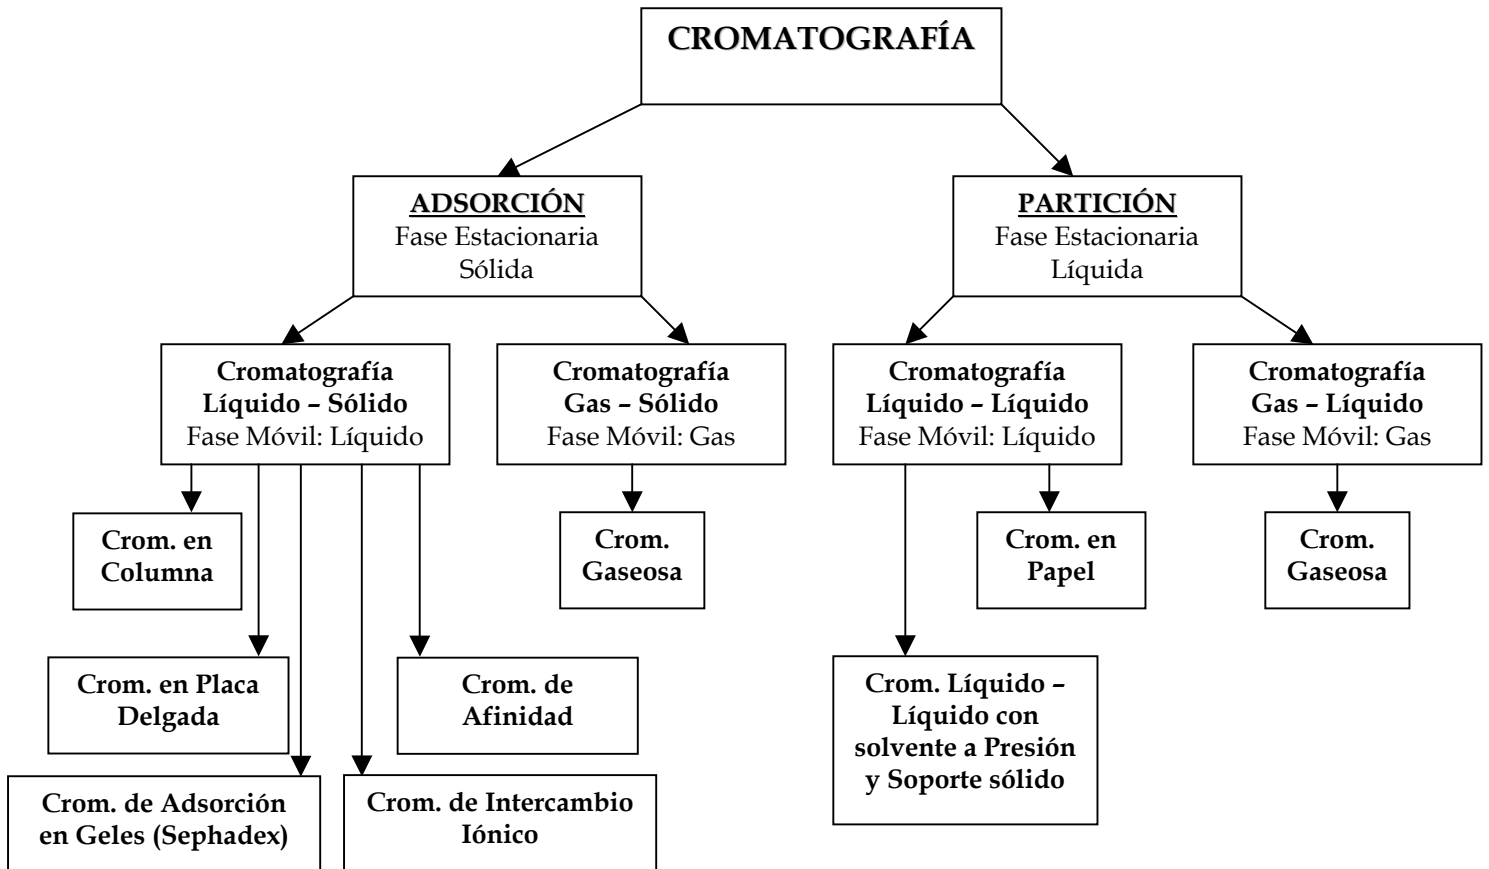 CROMATOGRAFÍA
ADSORCIÓN
Fase Estacionaria
Sólida
PARTICIÓN
Fase Estacionaria
Líquida
Cromatografía
Líquido – Sólido
Fase Móvil: Líquido
Cromatografía
Gas – Sólido
Fase Móvil: Gas
Cromatografía
Líquido – Líquido
Fase Móvil: Líquido
Cromatografía
Gas – Líquido
Fase Móvil: Gas
Crom. en
Columna
Crom.
Gaseosa
Crom. en
Papel
Crom.
Gaseosa
Crom. en Placa
Delgada
Crom. de
Afinidad
Crom. Líquido –
Líquido con
solvente a Presión
y Soporte sólido
Crom. de Adsorción
en Geles (Sephadex)
Crom. de Intercambio
Iónico